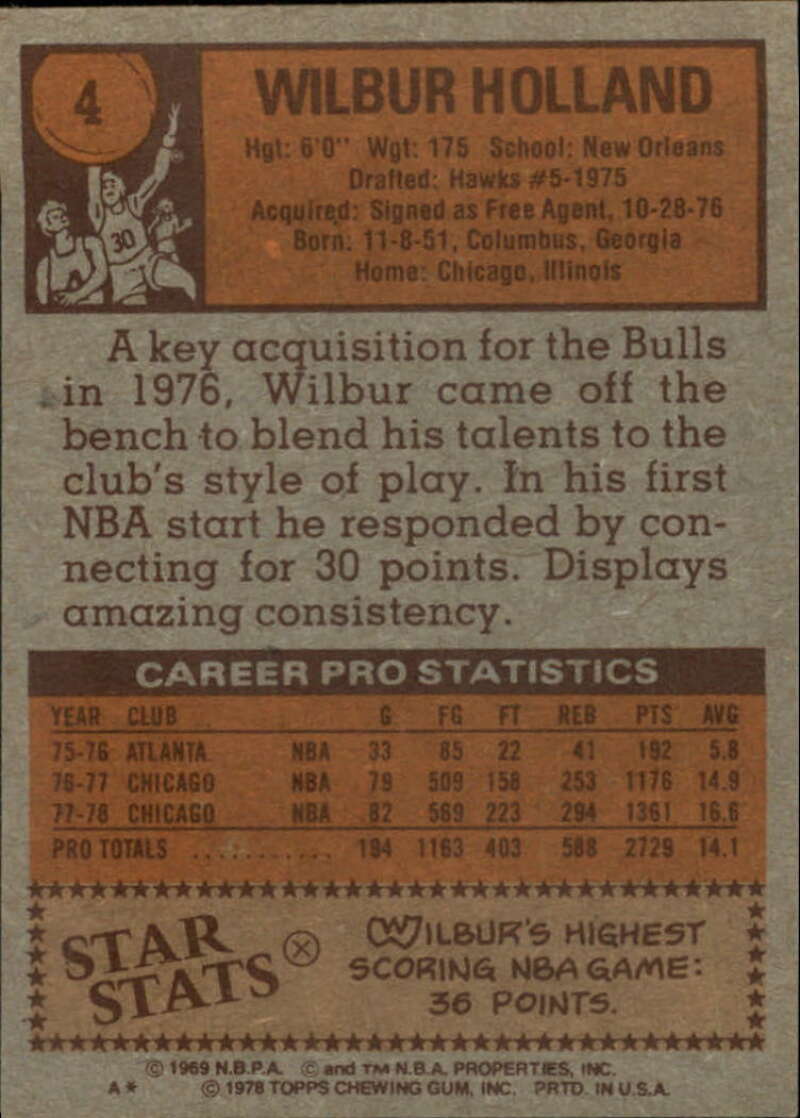 4
WILBUR HOLLAND
Hgt: 6'0" Wgt: 175 School: New Orleans
Drafted: Hawks #5-1975
Acquired: Signed as Free Agent, 10-28-76
Born: 11-8-51, Columbus, Georgia
Home: Chicago, Illinois
30
A key acquisition for the Bulls
in 1976, Wilbur came off the
bench to blend his talents to the
club's style of play. In his first
NBA start he responded by con-
necting for 30 points. Displays
amazing consistency.
CAREER PRO STATISTICS
YEAR CLUB G FG FT REB PTS AVG
75-76 ATLANTA NBA 33 85 22 41 192 5.8
76-77 CHICAGO NBA 79 509 158 253 1176 14.9
77-78 CHICAGO NBA 82 569 223 294 1361 16.6
PRO TOTALS ............ 194 1163 403 588 2729 14.1
STAR
STATS
WILBUR'S HIGHEST
SCORING NBA GAME:
36 POINTS.
© 1969 N.B.P.A. © and TM N.B.A. PROPERTIES, INC.
A* © 1978 TOPPS CHEWING GUM, INC. PRTD. IN U.S.A.